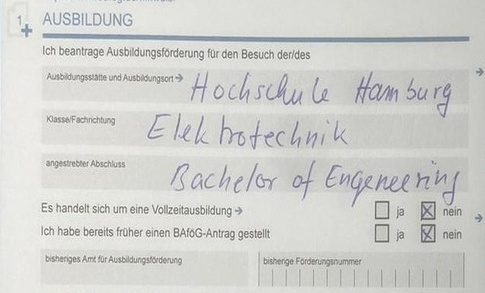 1 AUSBILDUNG
Ich beantrage Ausbildungsförderung für den Besuch der/des
Ausbildungsstätte und Ausbildungsort → Hochschule Hamburg
Klasse/Fachrichtung Elektrotechnik
angestrebter Abschluss Bachelor of Engeneering
Es handelt sich um eine Vollzeitausbildung → ja nein
Ich habe bereits früher einen BAföG-Antrag gestellt ja nein
bisheriges Amt für Ausbildungsförderung bisherige Förderungsnummer